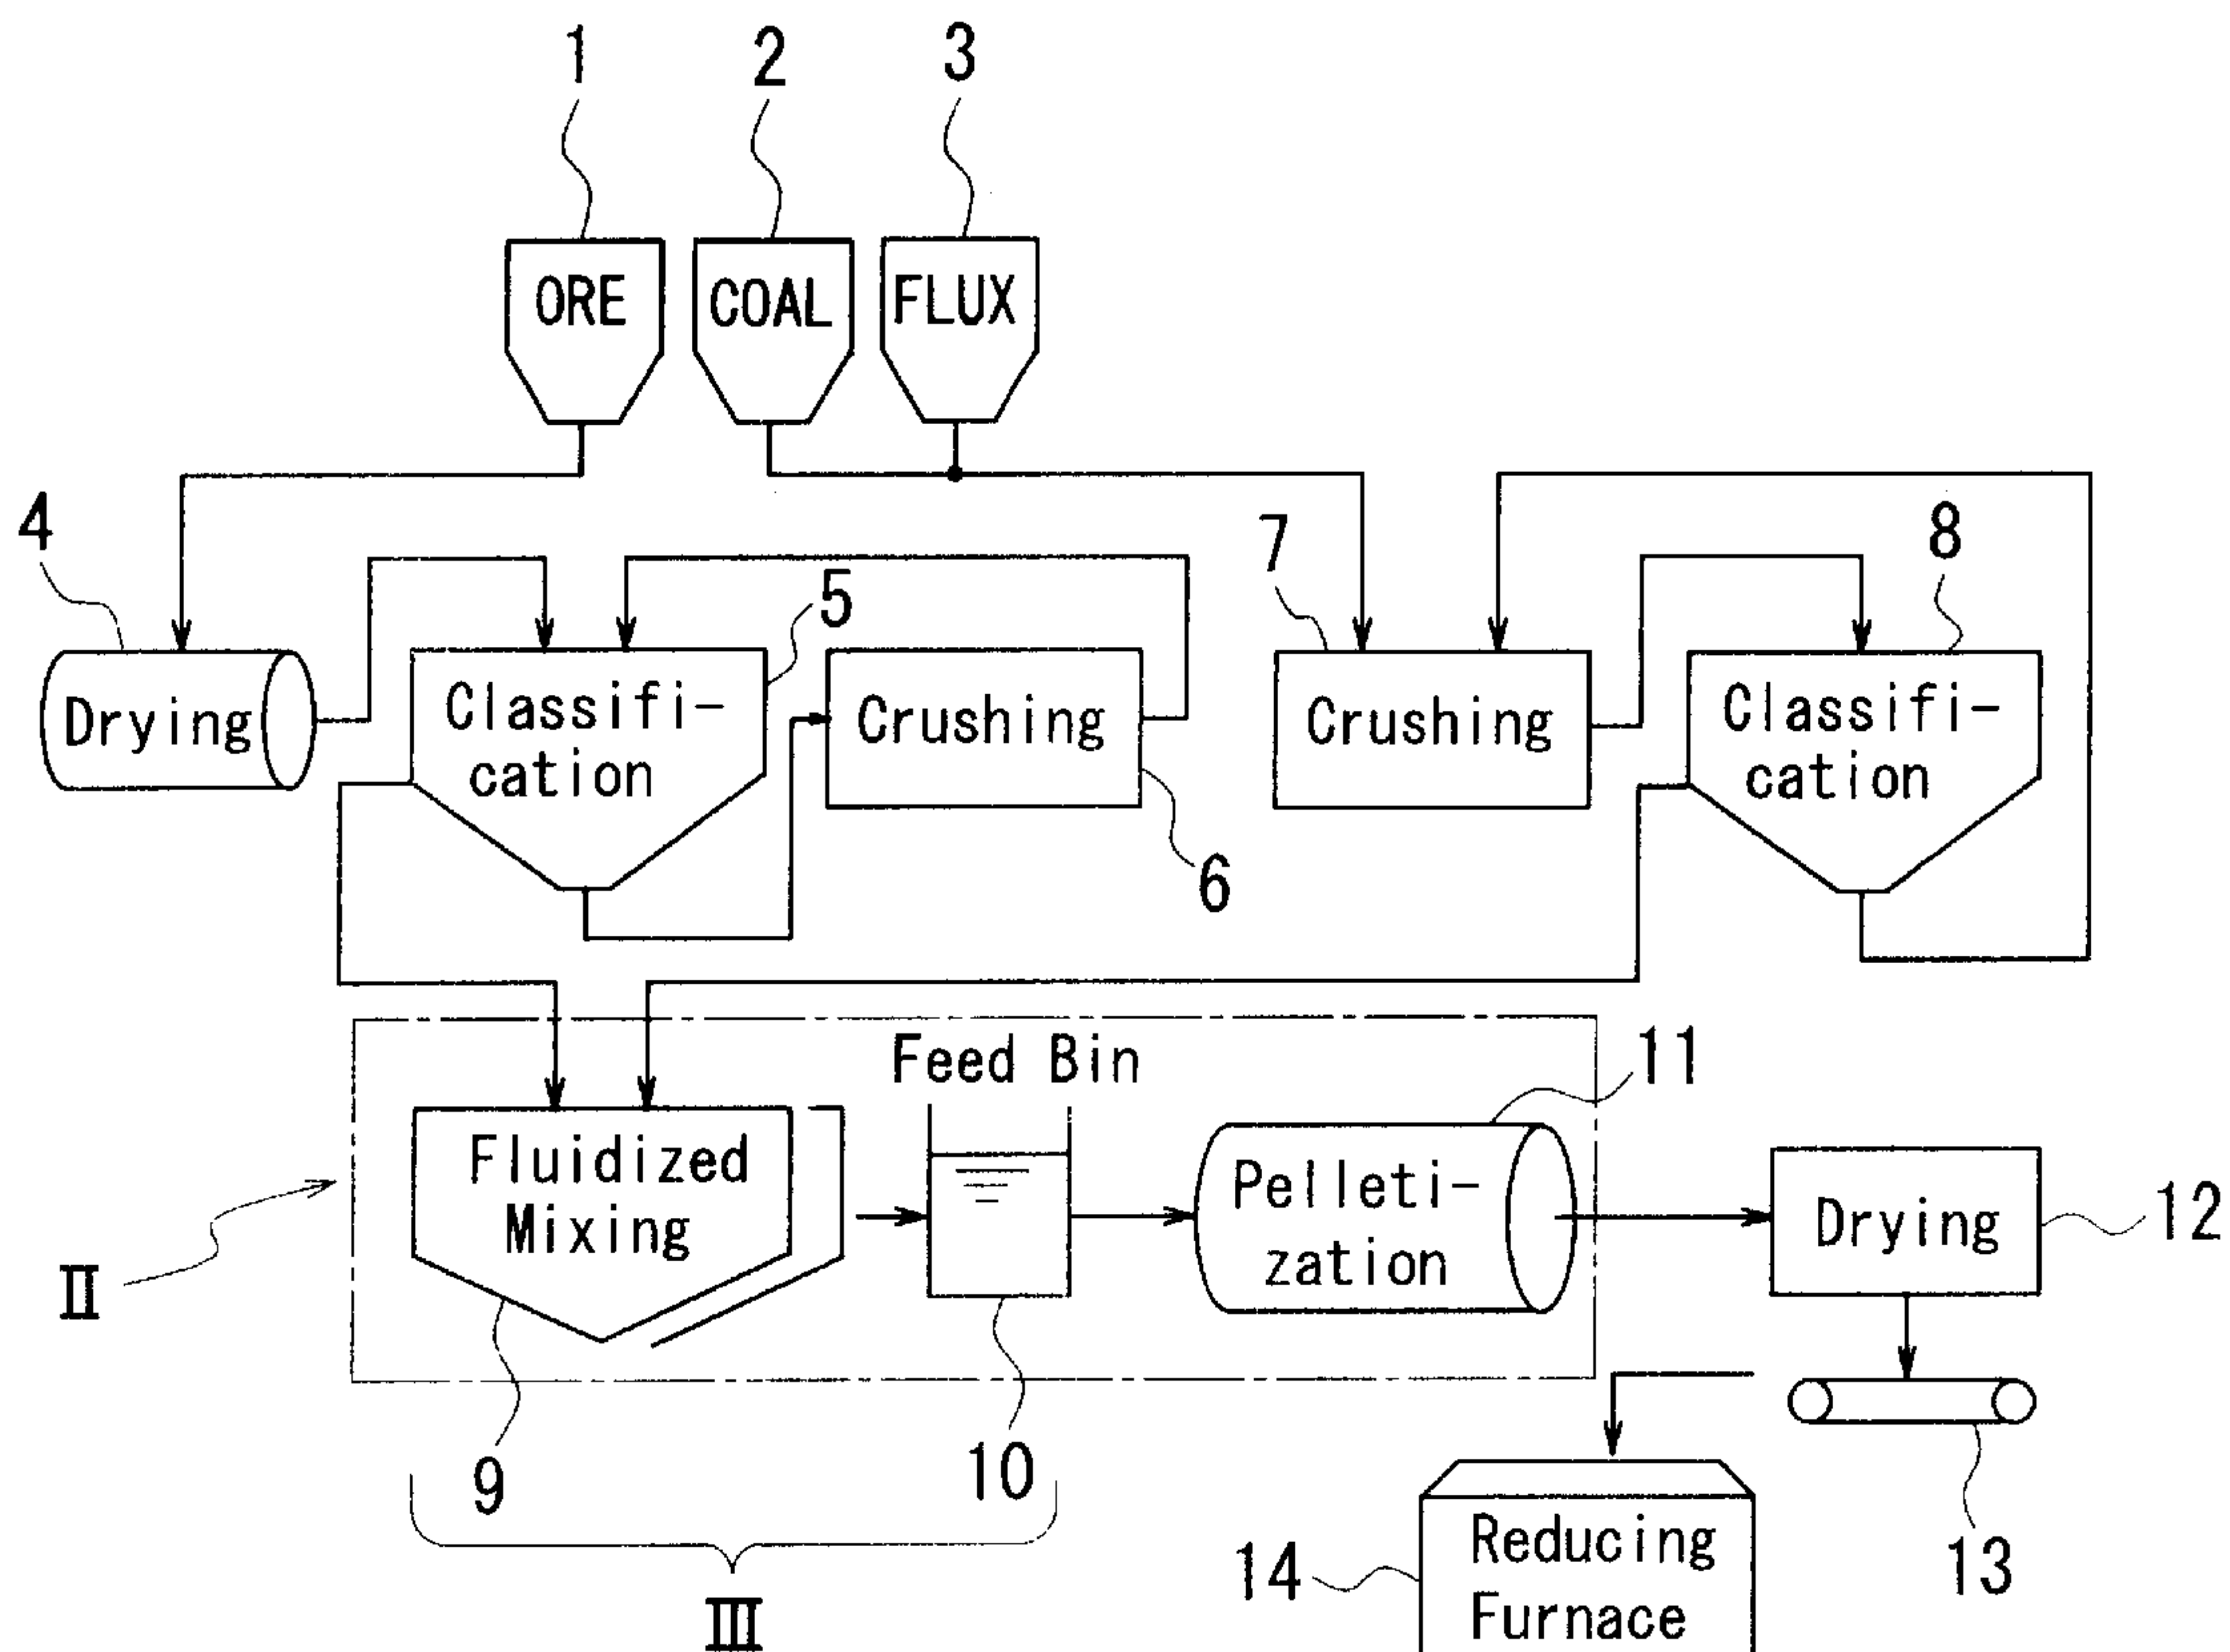 1
2
3
ORE
COAL
FLUX
4
5
7
8
Drying
Classifi-
cation
Crushing
Crushing
Classifi-
cation
6
Feed Bin
11
Fluidized
Mixing
Pelleti-
zation
Drying
12
II
9
10
III
13
14
Reducing
Furnace